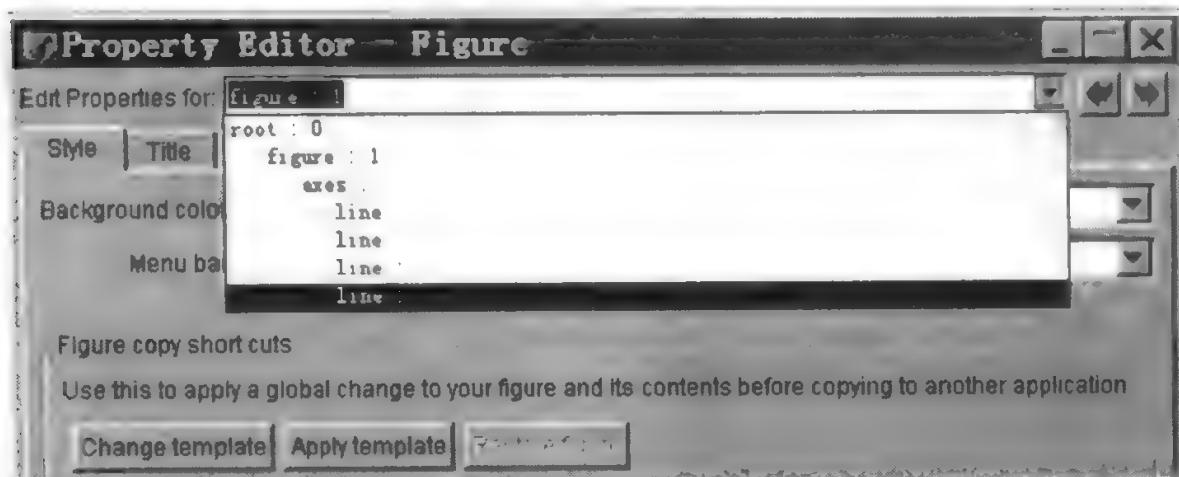 Property Editor — Figure
Edit Properties for: figure : 1
root : 0
figure : 1
axes :
line
line
line :
line :
Style Title
Background colo
Menu ba
Figure copy short cuts
Use this to apply a global change to your figure and its contents before copying to another application
Change template Apply template